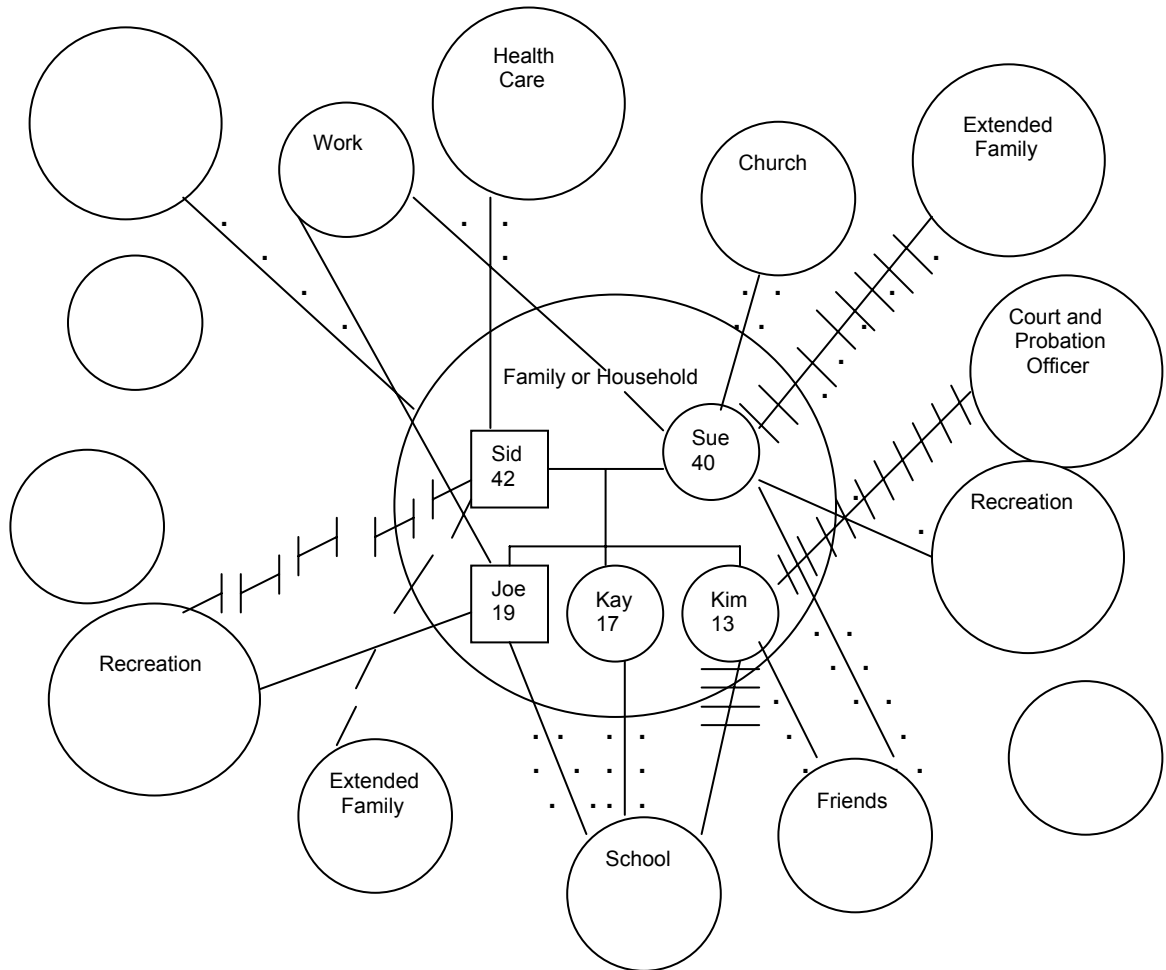 Health
Care
Work
Church
Extended
Family
Court and
Probation
Officer
Family or Household
Sid
42
Sue
40
Recreation
Joe
19
Kay
17
Kim
13
Recreation
Extended
Family
Friends
School